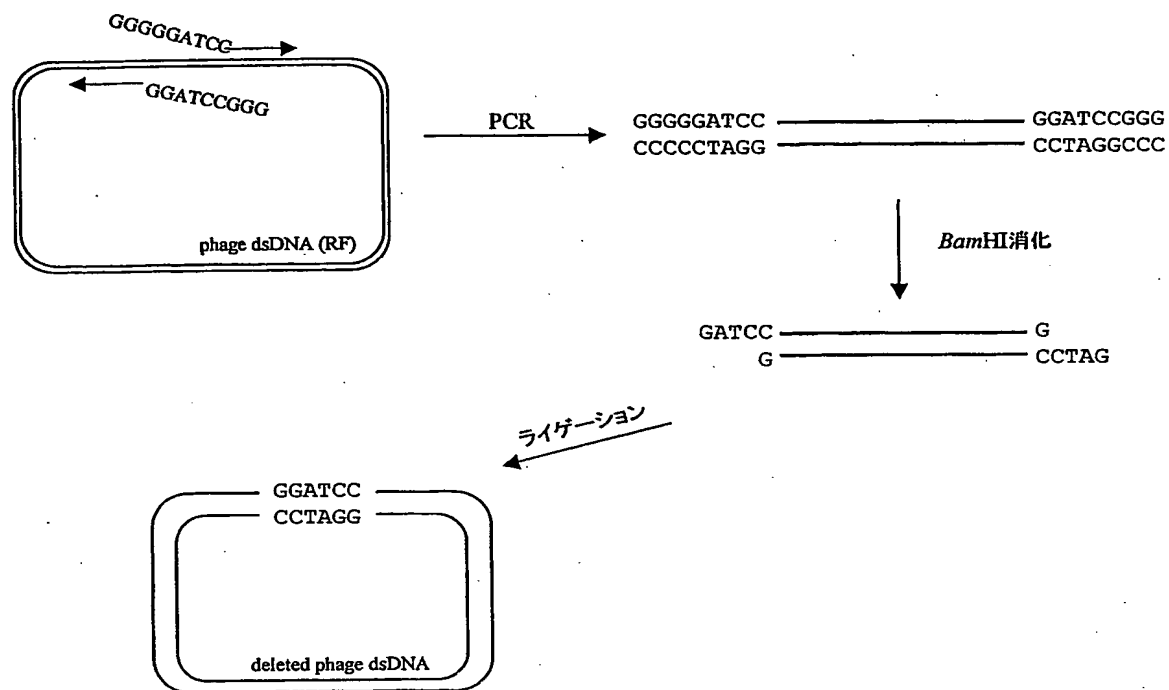 GGGGGATCC
GGATCCGGG
phage dsDNA (RF)
PCR
GGGGGATCC GGATCCGGG
CCCCCTAGG CCTAGGCCC
BamHI消化
GATCC G
G CCTAG
ライゲーション
GGATCC
CCTAGG
deleted phage dsDNA